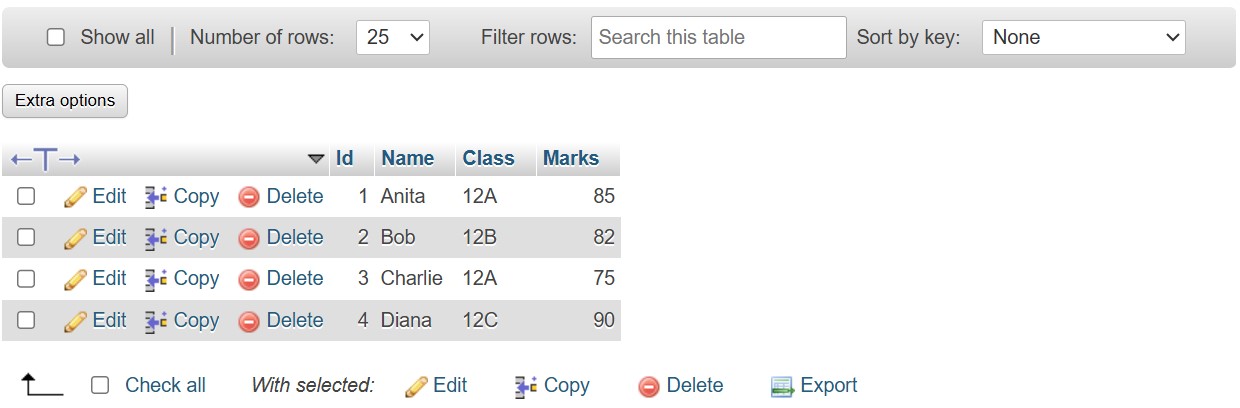 Show all | Number of rows: 25 Filter rows: Search this table Sort by key: None
Extra options
←T→ Id Name Class Marks
Edit Copy Delete 1 Anita 12A 85
Edit Copy Delete 2 Bob 12B 82
Edit Copy Delete 3 Charlie 12A 75
Edit Copy Delete 4 Diana 12C 90
Check all With selected: Edit Copy Delete Export